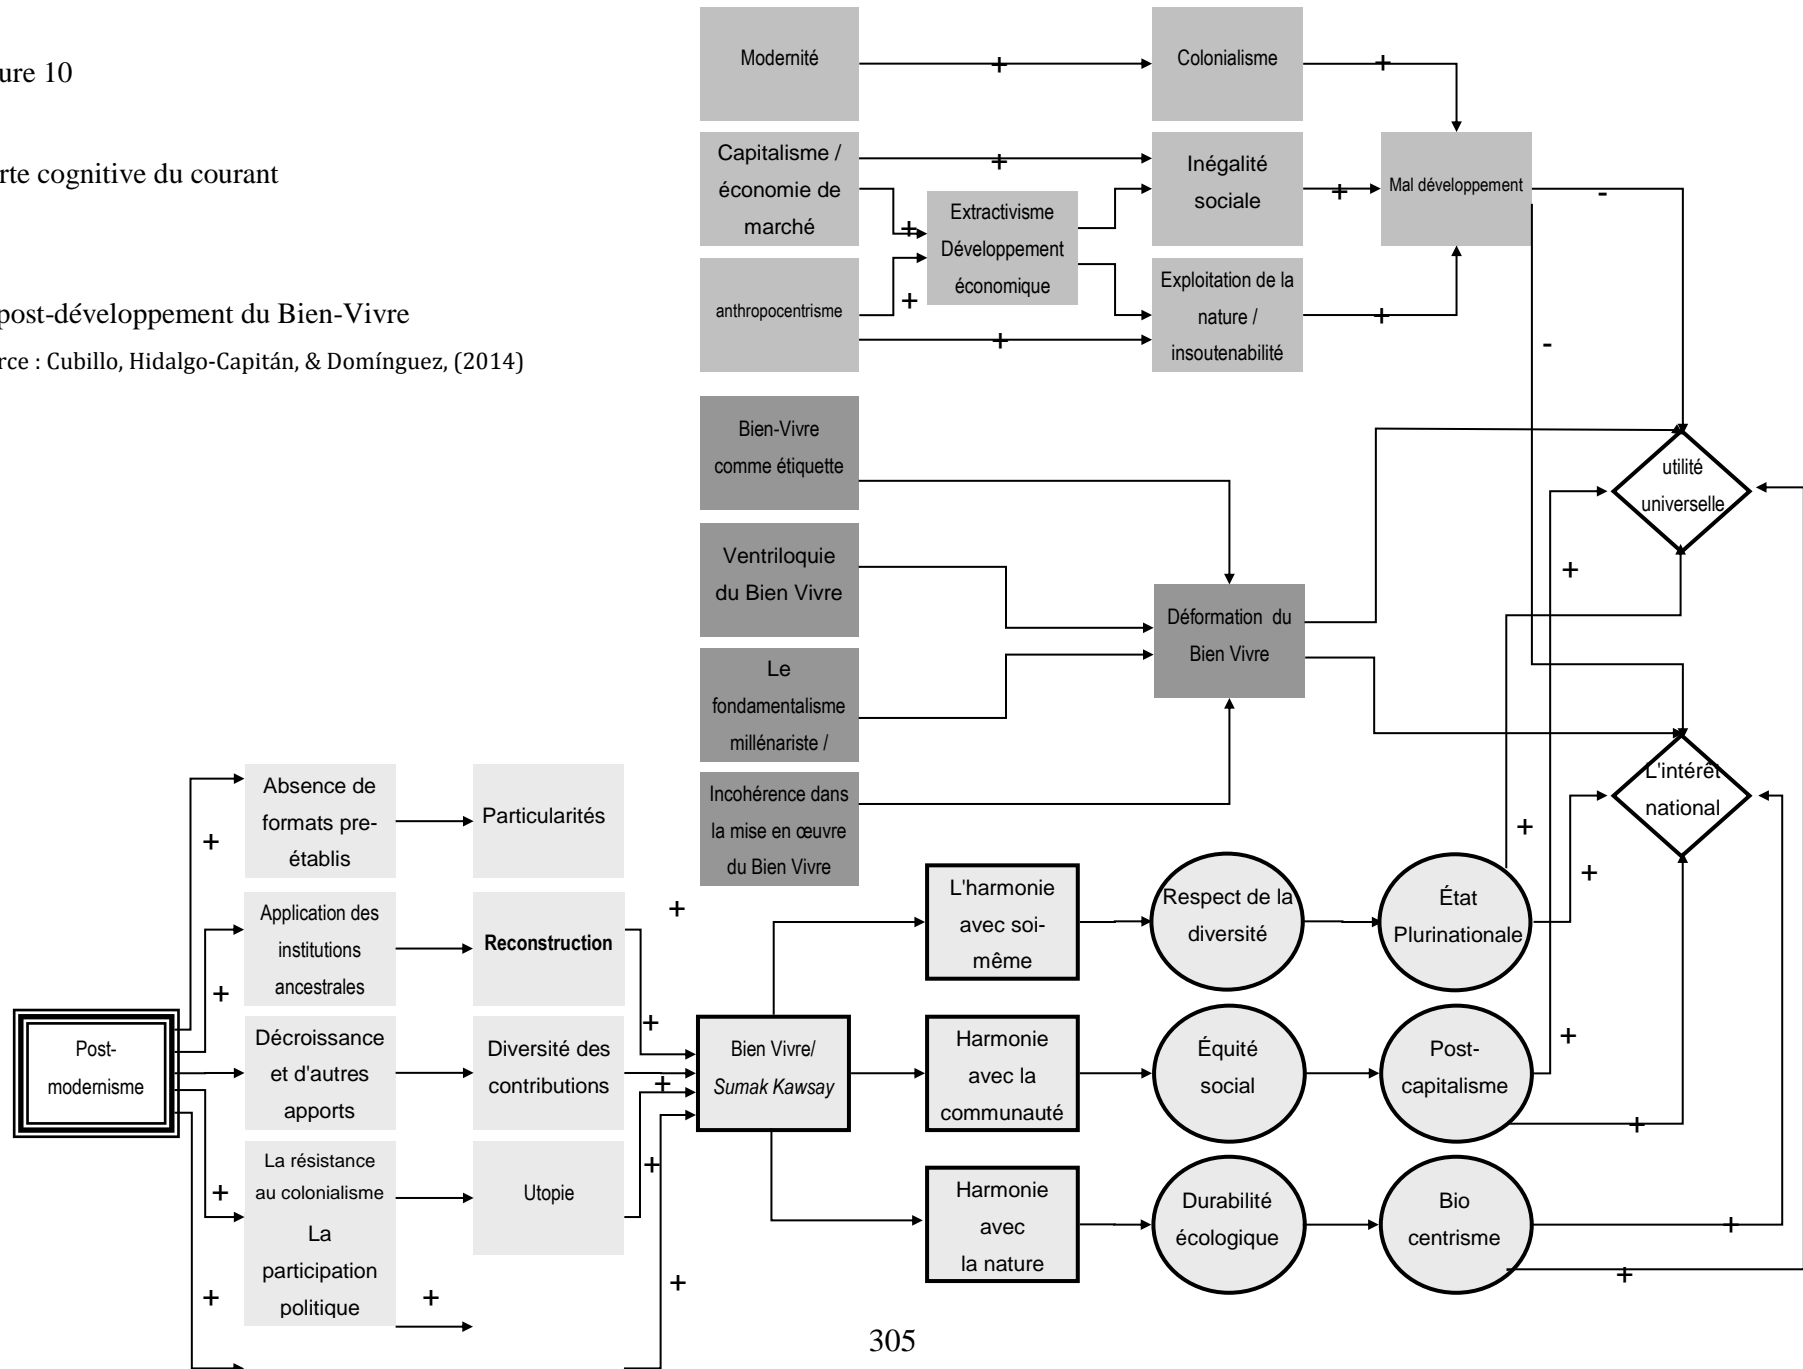 ure 10
rte cognitive du courant
post-développement du Bien-Vivre
rce : Cubillo, Hidalgo-Capitán, & Domínguez, (2014)
Modernité
+
Colonialisme
+
Capitalisme /
économie de
marché
+
+
Extractivisme
Développement
économique
Inégalité
sociale
+
Mal développement
-
-
anthropocentrisme
+
+
Exploitation de la
nature /
insoutenabilité
+
Bien-Vivre
comme étiquette
Ventriloquie
du Bien Vivre
Le
fondamentalisme
millénariste /
Incohérence dans
la mise en œuvre
du Bien Vivre
Déformation du
Bien Vivre
utilité
universelle
+
L'intérêt
national
+
+
Absence de
formats pre-
établis
Particularités
+
Application des
institutions
ancestrales
Reconstruction
+
+
Post-
modernisme
Décroissance
et d'autres
apports
Diversité des
contributions
+
+
La résistance
au colonialisme
La
participation
politique
Utopie
+
+
+
+
+
Bien Vivre/
Sumak Kawsay
L'harmonie
avec soi-
même
Respect de la
diversité
État
Plurinationale
Harmonie
avec la
communauté
Équité
social
Post-
capitalisme
+
+
Harmonie
avec
la nature
Durabilité
écologique
Bio
centrisme
+
+
305